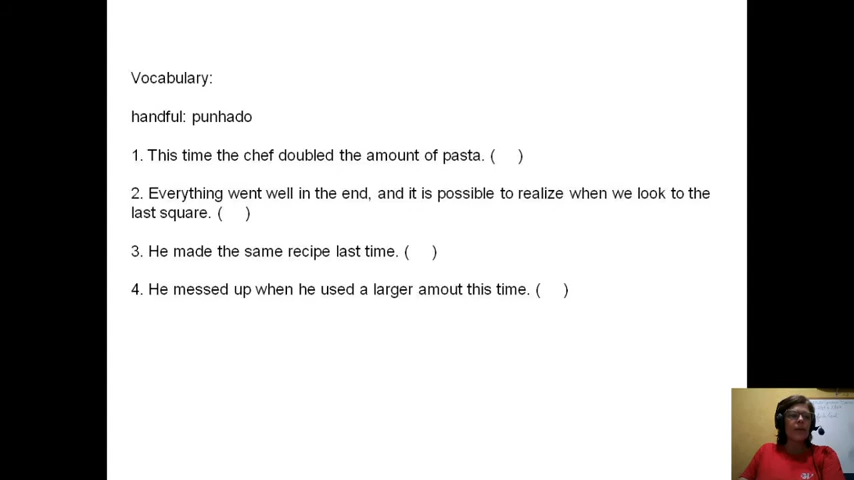 Vocabulary:
handful: punhado
1. This time the chef doubled the amount of pasta. ( )
2. Everything went well in the end, and it is possible to realize when we look to the
last square. ( )
3. He made the same recipe last time. ( )
4. He messed up when he used a larger amout this time. ( )